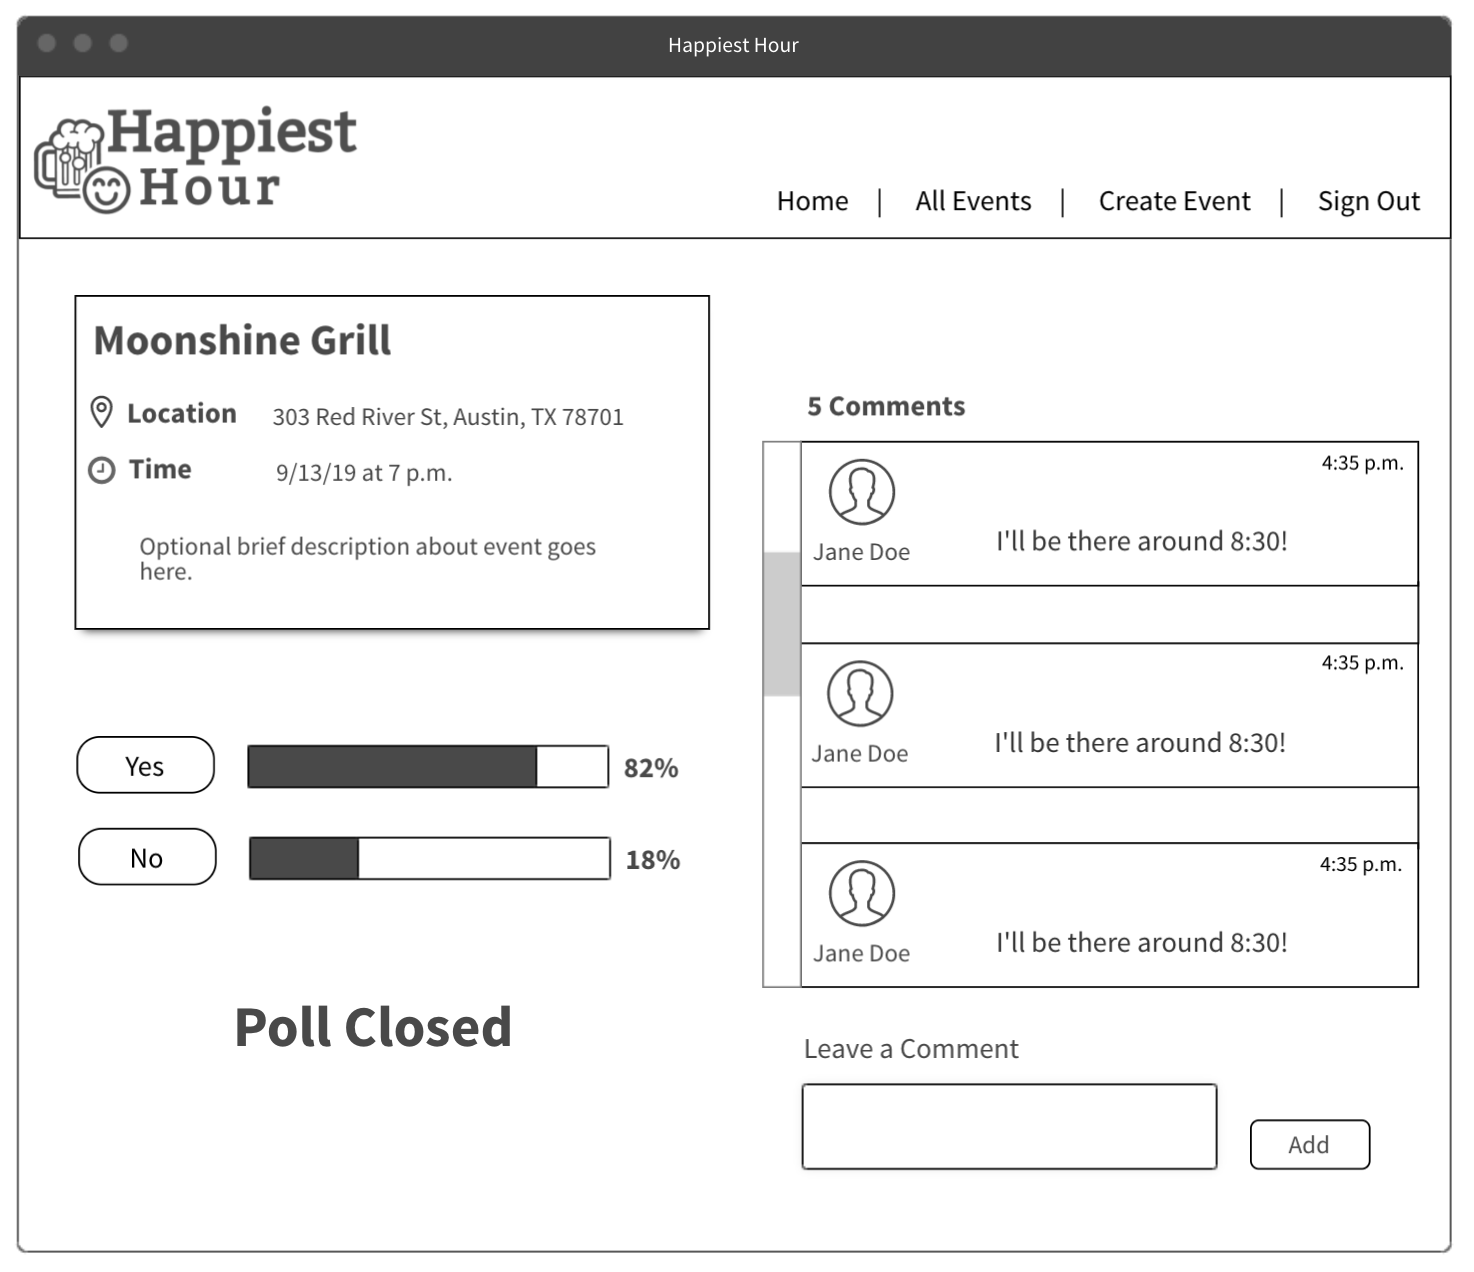 Happiest Hour
Happiest
Hour
Home | All Events | Create Event | Sign Out
Moonshine Grill
Location 303 Red River St, Austin, TX 78701
Time 9/13/19 at 7 p.m.
Optional brief description about event goes
here.
Yes 82%
No 18%
Poll Closed
5 Comments
4:35 p.m.
I'll be there around 8:30!
Jane Doe
4:35 p.m.
I'll be there around 8:30!
Jane Doe
4:35 p.m.
I'll be there around 8:30!
Jane Doe
Leave a Comment
Add